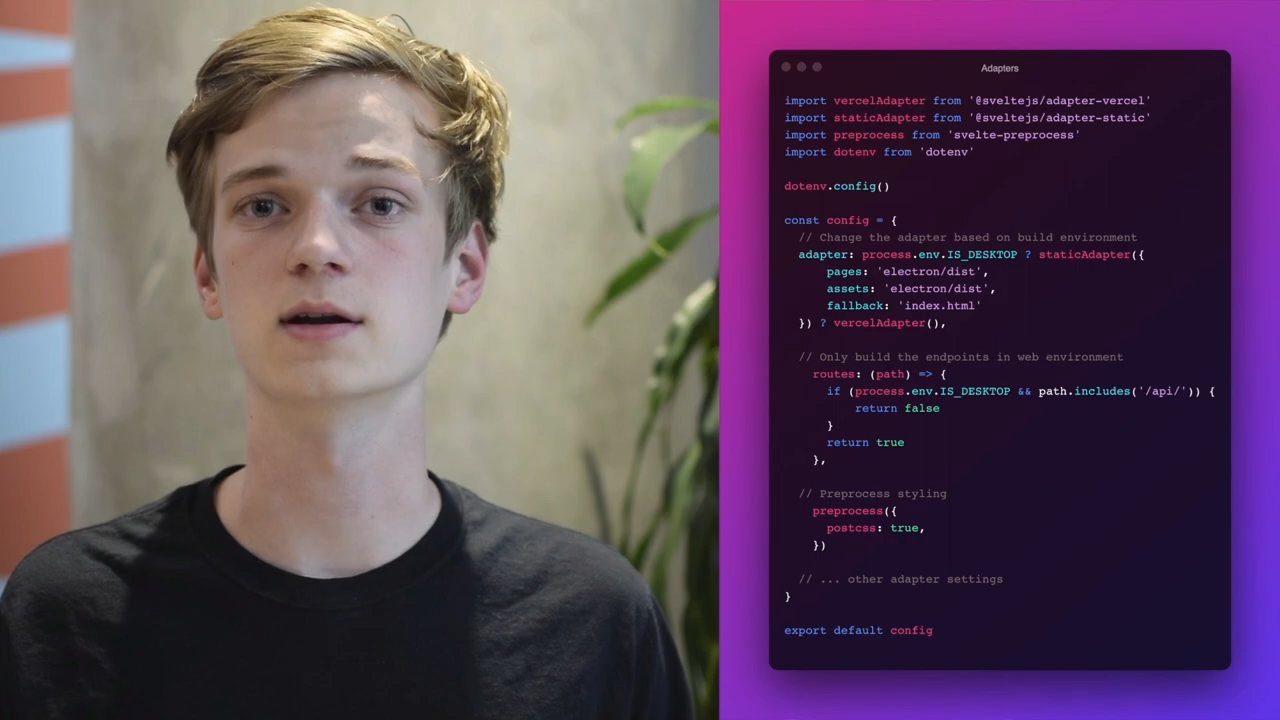 Adapters
import vercelAdapter from '@sveltejs/adapter-vercel'
import staticAdapter from '@sveltejs/adapter-static'
import preprocess from 'svelte-preprocess'
import dotenv from 'dotenv'
dotenv.config()
const config = {
// Change the adapter based on build environment
adapter: process.env.IS_DESKTOP ? staticAdapter({
pages: 'electron/dist',
assets: 'electron/dist',
fallback: 'index.html'
}) ? vercelAdapter(),
// Only build the endpoints in web environment
routes: (path) => {
if (process.env.IS_DESKTOP && path.includes('/api/')) {
return false
}
return true
},
// Preprocess styling
preprocess({
postcss: true,
})
// ... other adapter settings
}
export default config